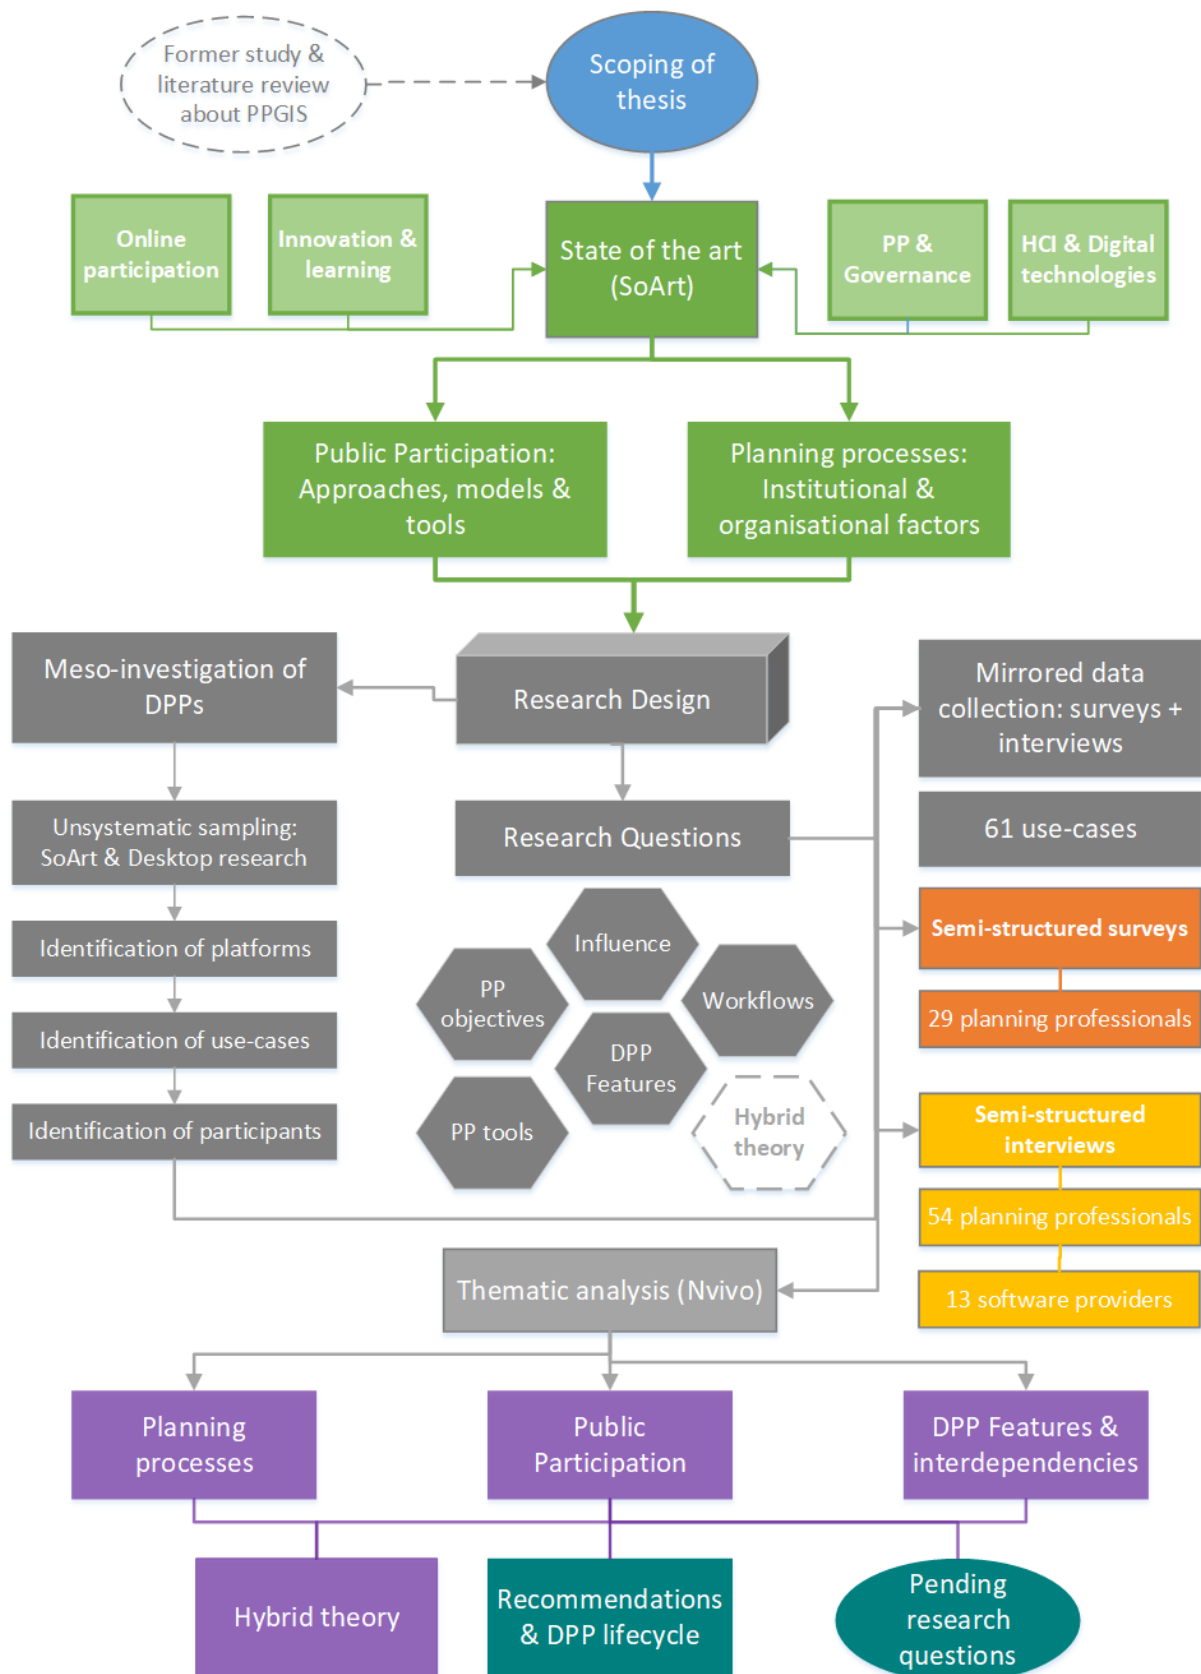 Former study &
literature review
about PPGIS
Scoping of
thesis
Online
participation
Innovation &
learning
State of the art
(SoArt)
PP &
Governance
HCI & Digital
technologies
Public Participation:
Approaches, models &
tools
Planning processes:
Institutional &
organisational factors
Meso-investigation of
DPPs
Research Design
Mirrored data
collection: surveys +
interviews
Unsystematic sampling:
SoArt & Desktop research
Research Questions
61 use-cases
Identification of platforms
Influence
Semi-structured surveys
PP
objectives
Workflows
29 planning professionals
Identification of use-cases
DPP
Features
Identification of participants
PP tools
Hybrid
theory
Semi-structured
interviews
54 planning professionals
Thematic analysis (Nvivo)
13 software providers
Planning
processes
Public
Participation
DPP Features &
interdependencies
Hybrid theory
Recommendations
& DPP lifecycle
Pending
research
questions